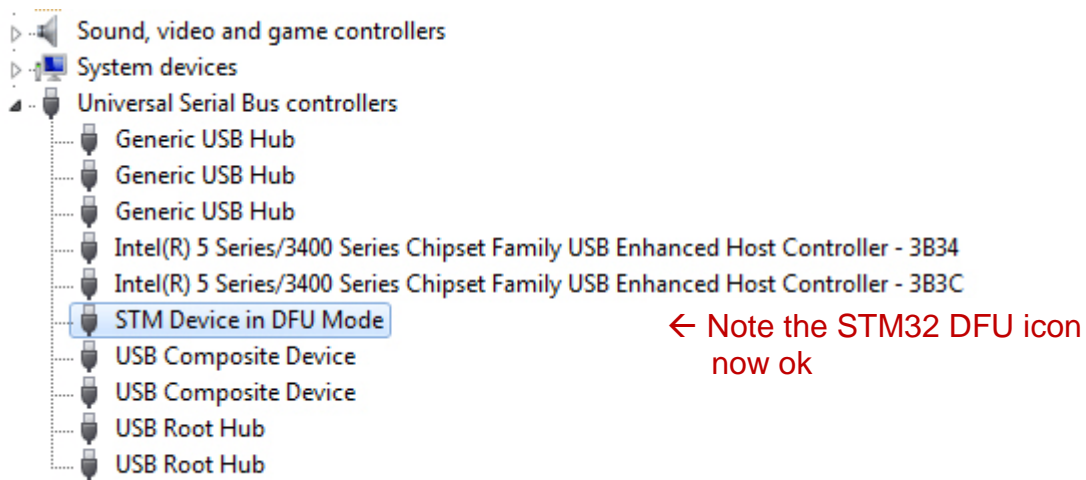 Sound, video and game controllers
System devices
Universal Serial Bus controllers
Generic USB Hub
Generic USB Hub
Generic USB Hub
Intel(R) 5 Series/3400 Series Chipset Family USB Enhanced Host Controller - 3B34
Intel(R) 5 Series/3400 Series Chipset Family USB Enhanced Host Controller - 3B3C
STM Device in DFU Mode
← Note the STM32 DFU icon
now ok
USB Composite Device
USB Composite Device
USB Root Hub
USB Root Hub